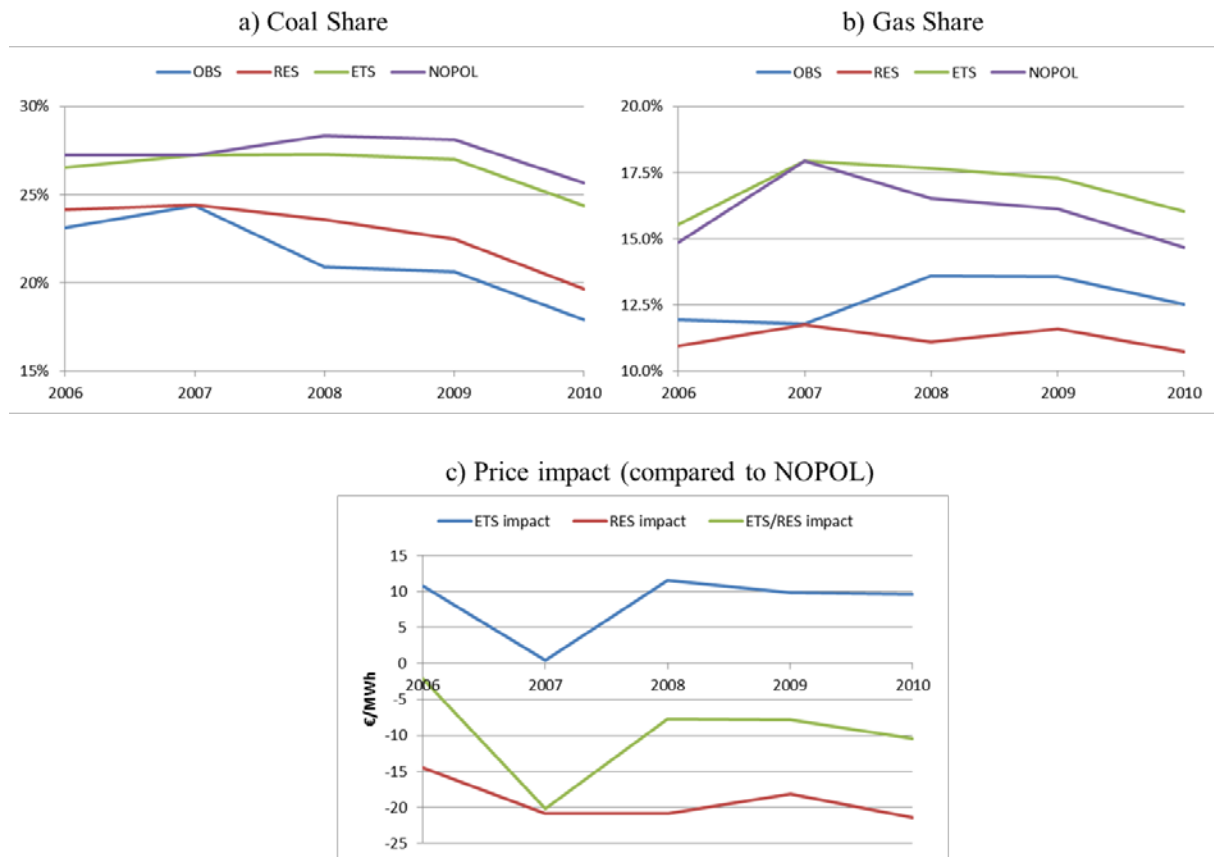 a) Coal Share
OBS RES ETS NOPOL
30%
25%
20%
15%
2006 2007 2008 2009 2010
b) Gas Share
OBS RES ETS NOPOL
20.0%
17.5%
15.0%
12.5%
10.0%
2006 2007 2008 2009 2010
c) Price impact (compared to NOPOL)
ETS impact RES impact ETS/RES impact
€/MWh
15
10
5
0
-5
-10
-15
-20
-25
2006 2007 2008 2009 2010